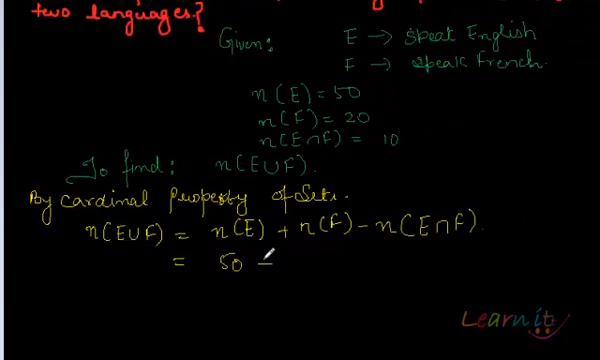 two languages?
Given: E → Speak English
F → Speak French.
n(E) = 50
n(F) = 20
n(E∩F) = 10
To find: n(E∪F).
By Cardinal Property of Sets.
n(E∪F) = n(E) + n(F) - n(E∩F).
= 50
Learnit